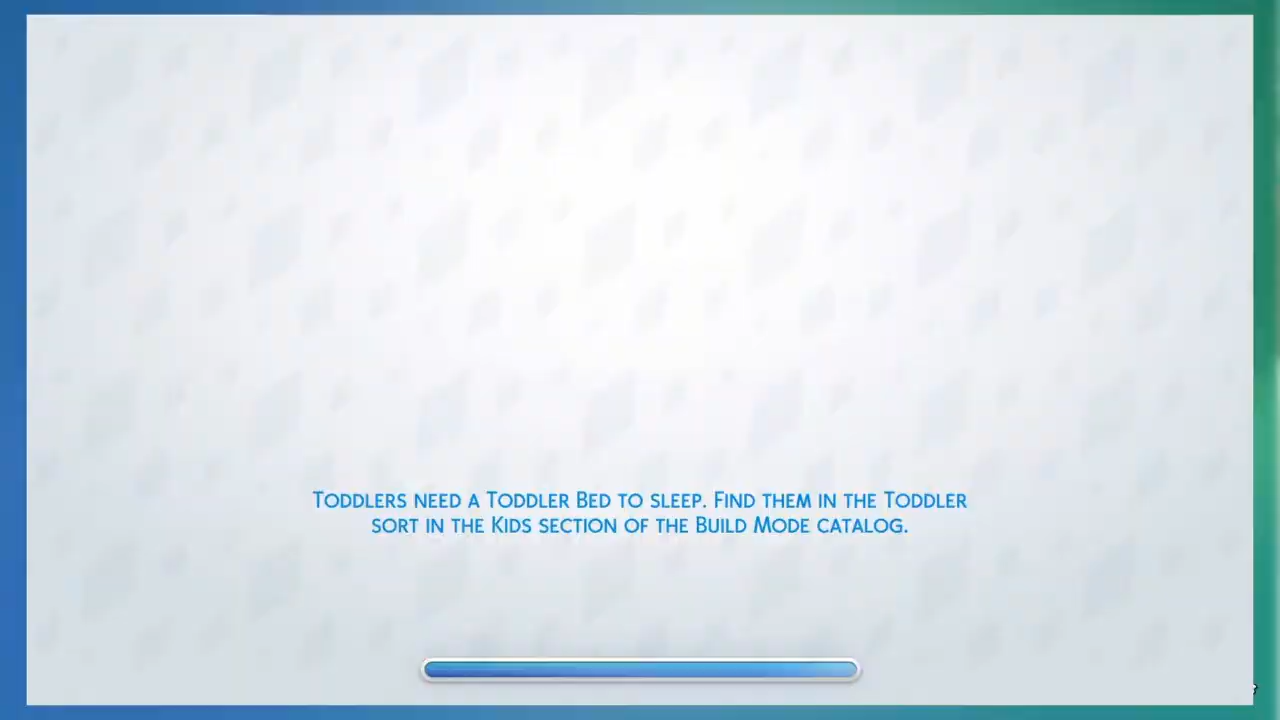 Toddlers need a Toddler Bed to sleep. Find them in the Toddler
sort in the Kids section of the Build Mode catalog.